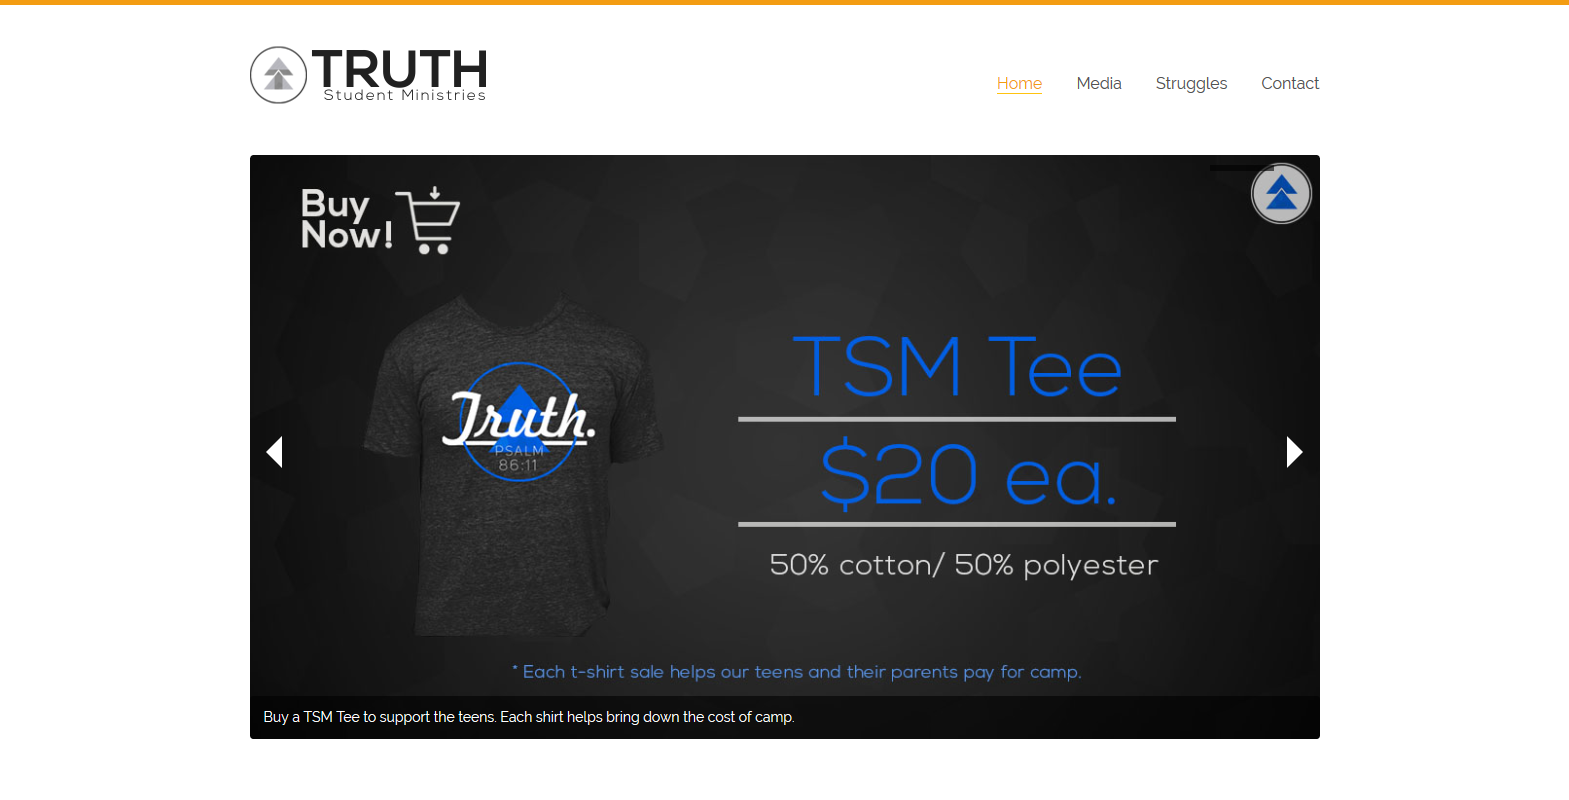 TRUTH
Student Ministries
Home Media Struggles Contact
Buy
Now!
Truth.
PSALM
86:11
TSM Tee
$20 ea.
50% cotton/ 50% polyester
* Each t-shirt sale helps our teens and their parents pay for camp.
Buy a TSM Tee to support the teens. Each shirt helps bring down the cost of camp.